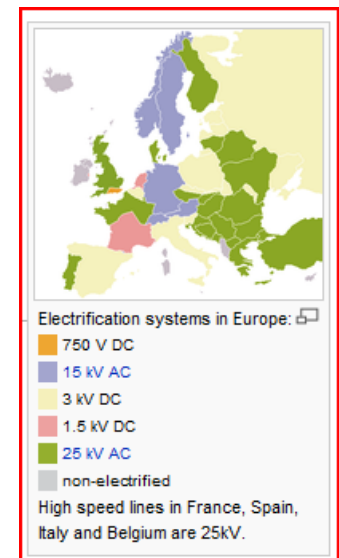 Electrification systems in Europe:
750 V DC
15 kV AC
3 kV DC
1.5 kV DC
25 kV AC
non-electrified
High speed lines in France, Spain,
Italy and Belgium are 25kV.